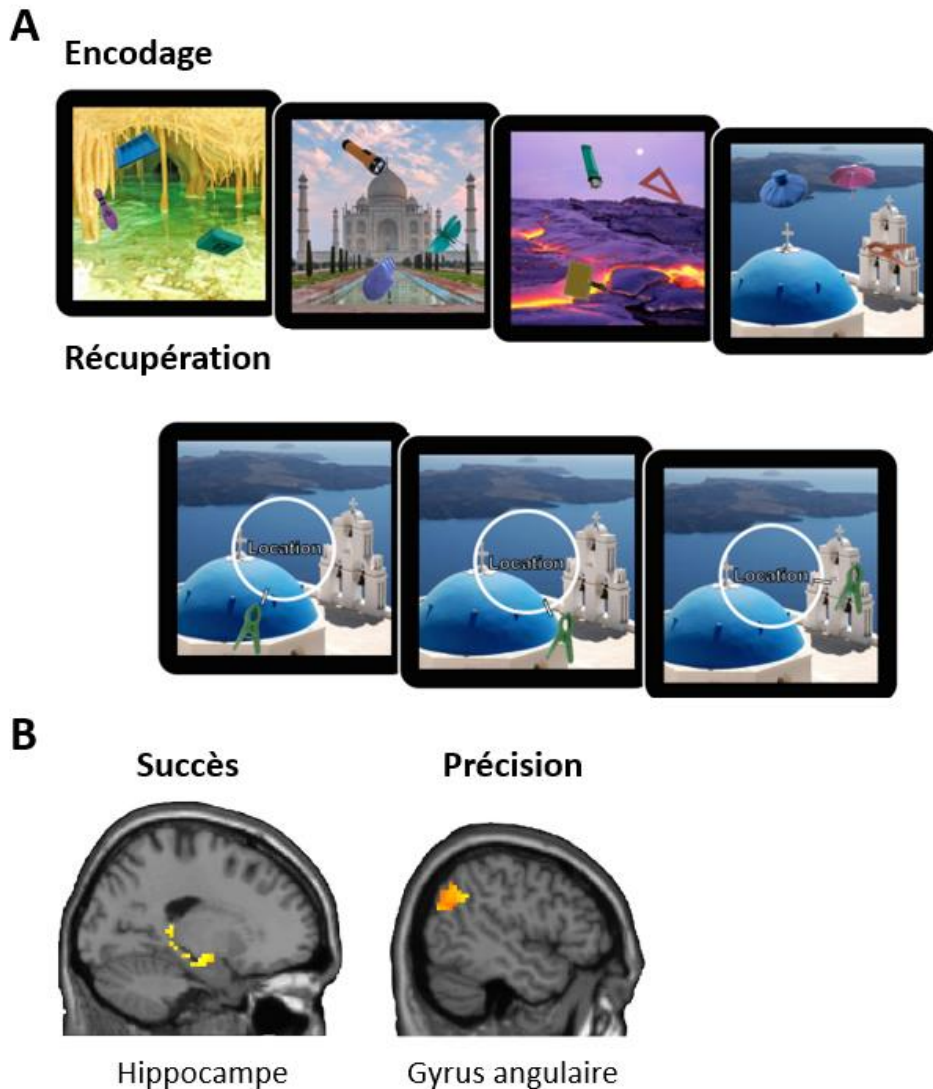 A
Encodage
Récupération
Location
Location
Location
B
Succès
Précision
Hippocampe
Gyrus angulaire